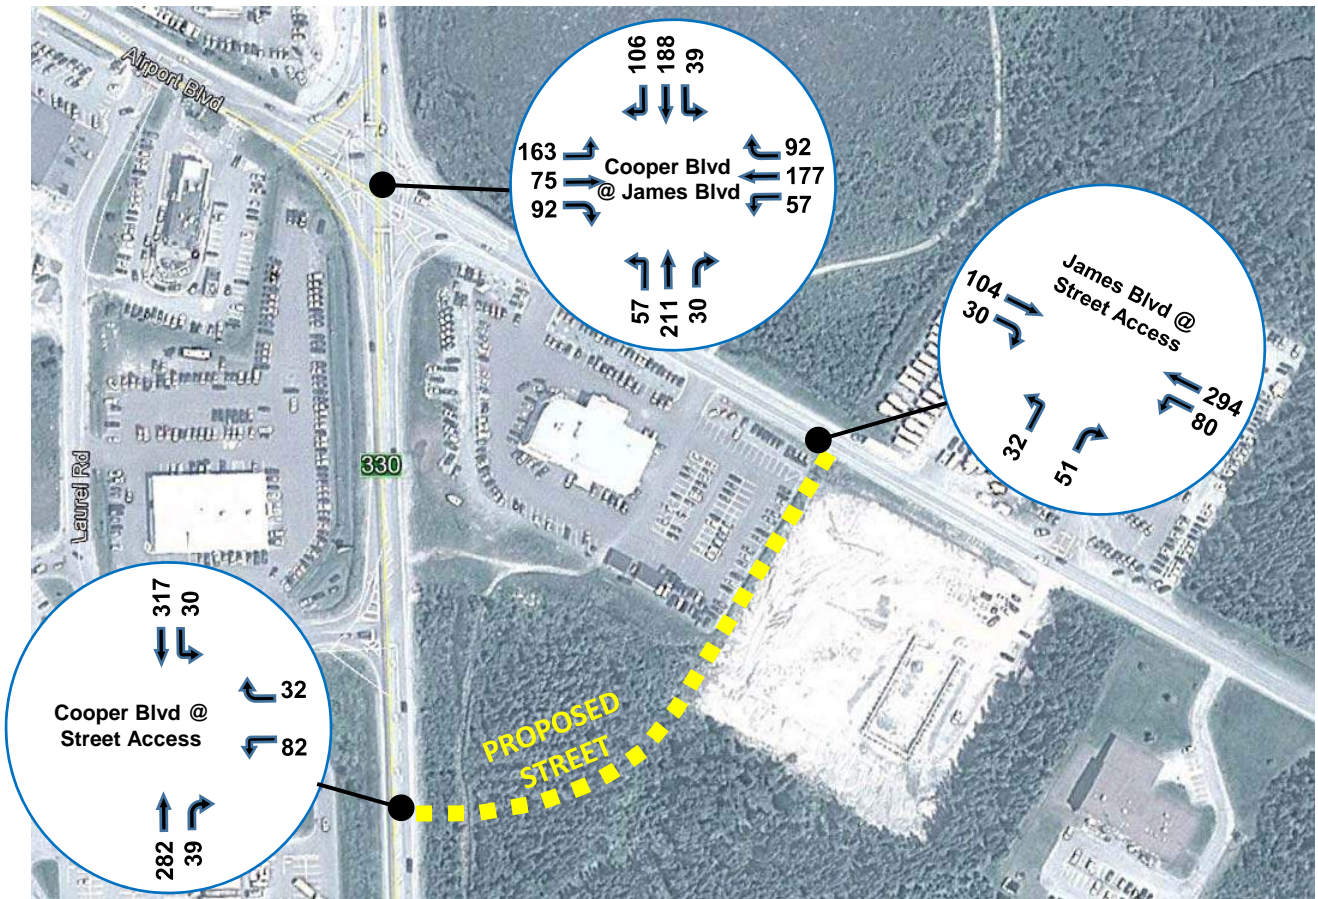 Airport Blvd
106 188 39
163
75
92
Cooper Blvd
@ James Blvd
92
177
57
57 211 30
James Blvd @
Street Access
104
30
294
80
32 51
330
Laurel Rd
317 30
Cooper Blvd @
Street Access
32
82
282 39
PROPOSED
STREET